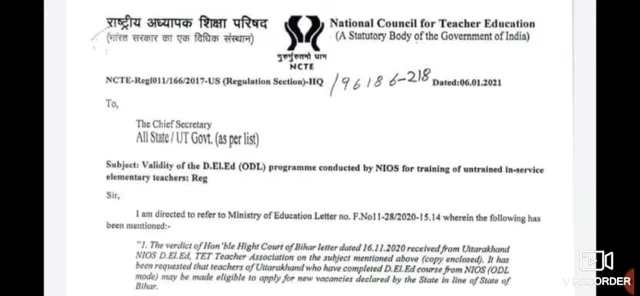 राष्ट्रीय अध्यापक शिक्षा परिषद
(भारत सरकार का एक विधिक संस्थान)
गुरुर्गुरुतमो धाम
NCTE
National Council for Teacher Education
(A Statutory Body of the Government of India)
NCTE-Regl011/166/2017-US (Regulation Section)-HQ /96186-218 Dated:06.01.2021
To,
The Chief Secretary
All State/UT Govt. (as per list)
Subject: Validity of the D.El.Ed (ODL) programme conducted by NIOS for training of untrained in-service
elementary teachers: Reg
Sir,
I am directed to refer to Ministry of Education Letter no. F.No11-28/2020-15.14 wherein the following has
been mentioned:-
"1. The verdict of Hon'ble Hight Court of Bihar letter dated 16.11.2020 received from Uttarakhand
NIOS D.El.Ed, TET Teacher Association on the subject mentioned above (copy enclosed). It has
been requested that teachers of Uttarakhand who have completed D.El.Ed course from NIOS (ODL
mode) may be made eligible to apply for new vacancies declared by the State in line of State of
Bihar.
V RECORDER